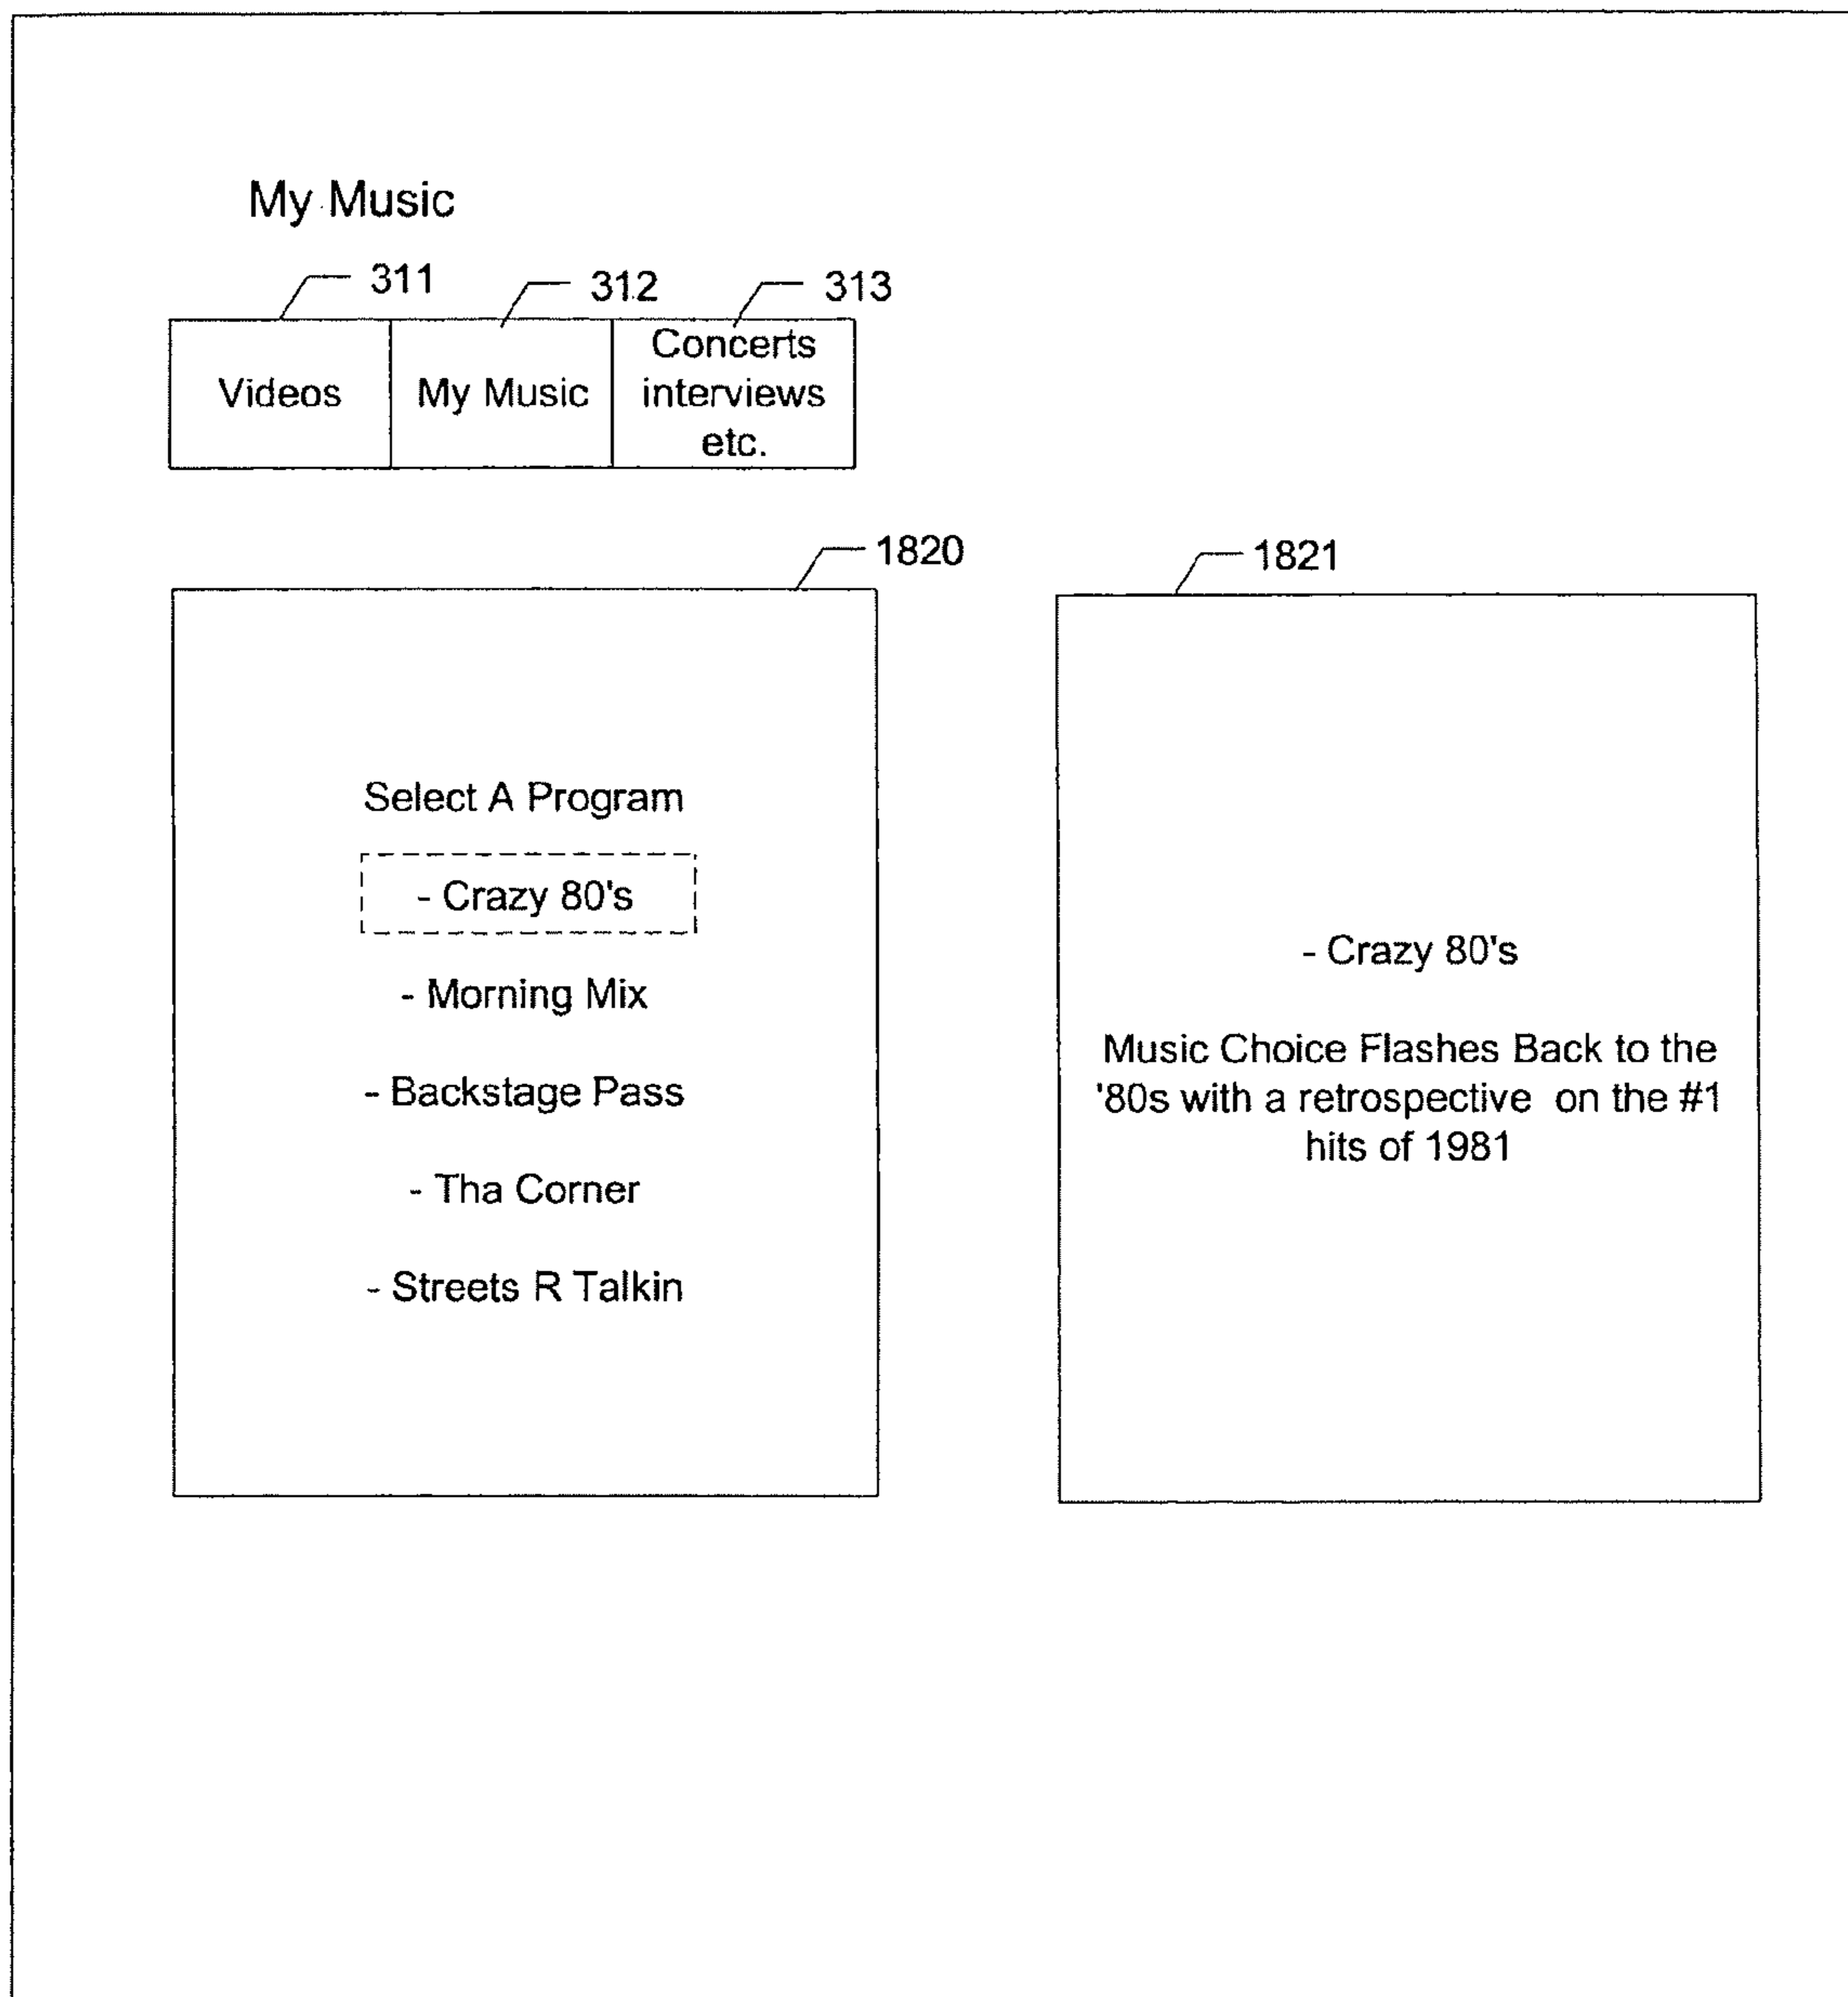 My Music
311
312
313
Videos
My Music
Concerts
interviews
etc.
1820
1821
Select A Program
- Crazy 80's
- Morning Mix
- Backstage Pass
- Tha Corner
- Streets R Talkin
- Crazy 80's
Music Choice Flashes Back to the
'80s with a retrospective on the #1
hits of 1981